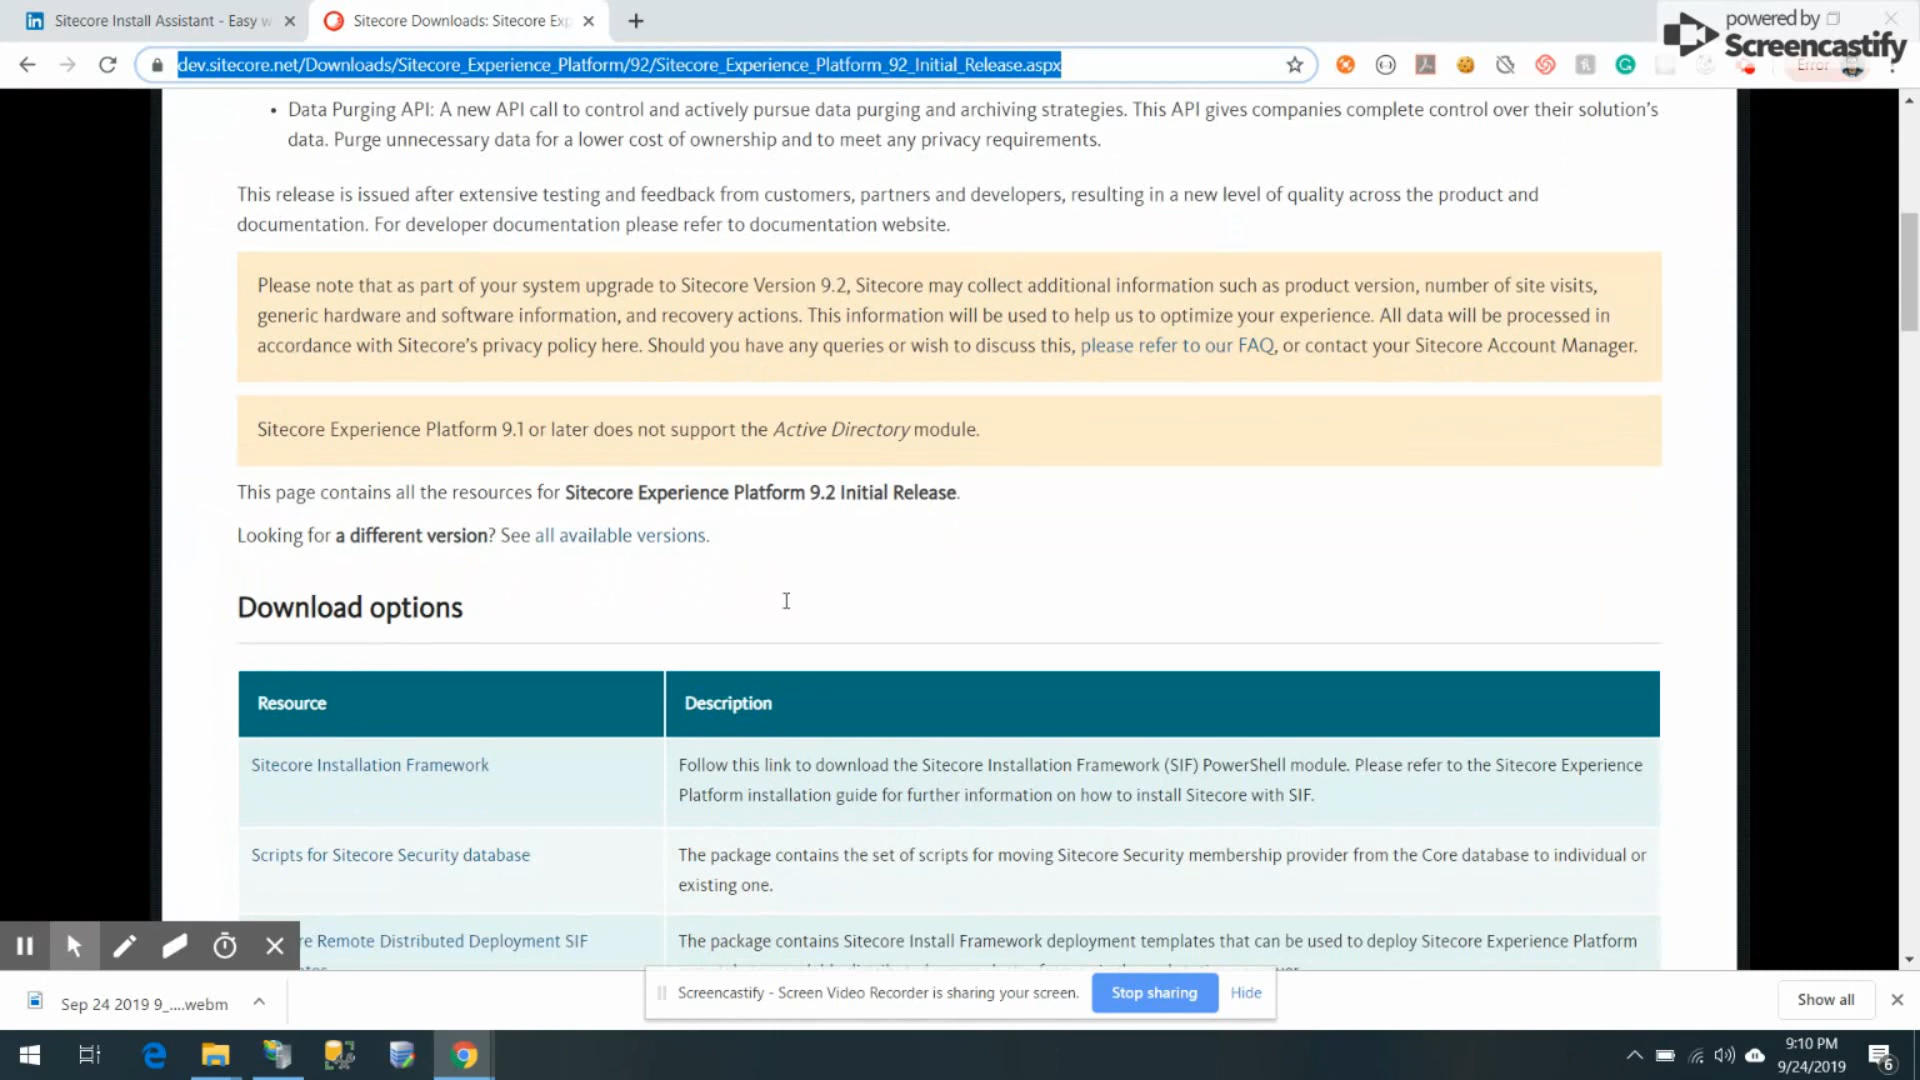 Sitecore Install Assistant - Easy w
Sitecore Downloads: Sitecore Exp
powered by
Screencastify
dev.sitecore.net/Downloads/Sitecore_Experience_Platform/92/Sitecore_Experience_Platform_92_Initial_Release.aspx
Error
• Data Purging API: A new API call to control and actively pursue data purging and archiving strategies. This API gives companies complete control over their solution's
data. Purge unnecessary data for a lower cost of ownership and to meet any privacy requirements.
This release is issued after extensive testing and feedback from customers, partners and developers, resulting in a new level of quality across the product and
documentation. For developer documentation please refer to documentation website.
Please note that as part of your system upgrade to Sitecore Version 9.2, Sitecore may collect additional information such as product version, number of site visits,
generic hardware and software information, and recovery actions. This information will be used to help us to optimize your experience. All data will be processed in
accordance with Sitecore's privacy policy here. Should you have any queries or wish to discuss this, please refer to our FAQ, or contact your Sitecore Account Manager.
Sitecore Experience Platform 9.1 or later does not support the Active Directory module.
This page contains all the resources for Sitecore Experience Platform 9.2 Initial Release.
Looking for a different version? See all available versions.
Download options
Resource
Description
Sitecore Installation Framework
Follow this link to download the Sitecore Installation Framework (SIF) PowerShell module. Please refer to the Sitecore Experience
Platform installation guide for further information on how to install Sitecore with SIF.
Scripts for Sitecore Security database
The package contains the set of scripts for moving Sitecore Security membership provider from the Core database to individual or
existing one.
re Remote Distributed Deployment SIF
The package contains Sitecore Install Framework deployment templates that can be used to deploy Sitecore Experience Platform
Sep 24 2019 9_....webm
Screencastify - Screen Video Recorder is sharing your screen.
Stop sharing
Hide
Show all
9:10 PM
9/24/2019
6